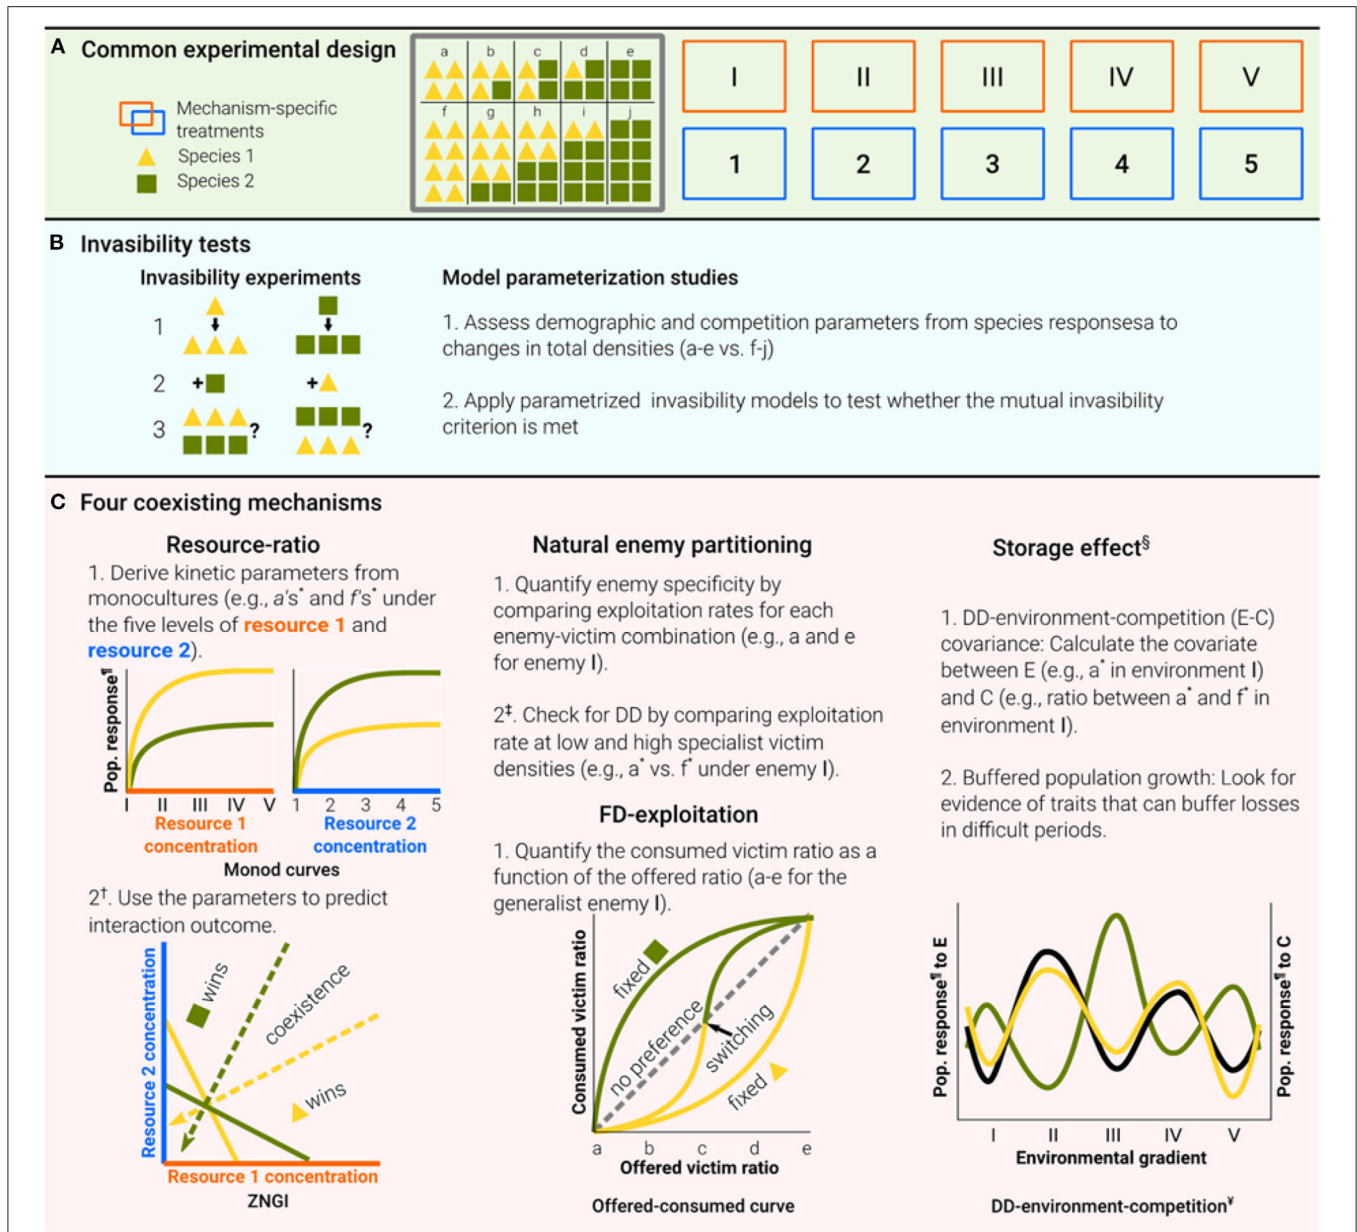 A Common experimental design
Mechanism-specific
treatments
Species 1
Species 2
a b c d e
f g h i j
I II III IV V
1 2 3 4 5
B Invasibility tests
Invasibility experiments
1
2 + +
3 ? ?
Model parameterization studies
1. Assess demographic and competition parameters from species responsesa to
changes in total densities (a-e vs. f-j)
2. Apply parametrized invasibility models to test whether the mutual invasibility
criterion is met
C Four coexisting mechanisms
Resource-ratio
1. Derive kinetic parameters from
monocultures (e.g., a's* and f's* under
the five levels of resource 1 and
resource 2).
Pop. response¶
I II III IV V
Resource 1
concentration
1 2 3 4 5
Resource 2
concentration
Monod curves
2†. Use the parameters to predict
interaction outcome.
Resource 2 concentration
wins
coexistence
wins
Resource 1 concentration
ZNGI
Natural enemy partitioning
1. Quantify enemy specificity by
comparing exploitation rates for each
enemy-victim combination (e.g., a and e
for enemy I).
2‡. Check for DD by comparing exploitation
rate at low and high specialist victim
densities (e.g., a* vs. f* under enemy I).
FD-exploitation
1. Quantify the consumed victim ratio as a
function of the offered ratio (a-e for the
generalist enemy I).
Consumed victim ratio
fixed
no preference
switching
fixed
a b c d e
Offered victim ratio
Offered-consumed curve
Storage effect§
1. DD-environment-competition (E-C)
covariance: Calculate the covariate
between E (e.g., a* in environment I)
and C (e.g., ratio between a* and f* in
environment I).
2. Buffered population growth: Look for
evidence of traits that can buffer losses
in difficult periods.
Pop. response¶ to E
Pop. response¶ to C
I II III IV V
Environmental gradient
DD-environment-competition¥